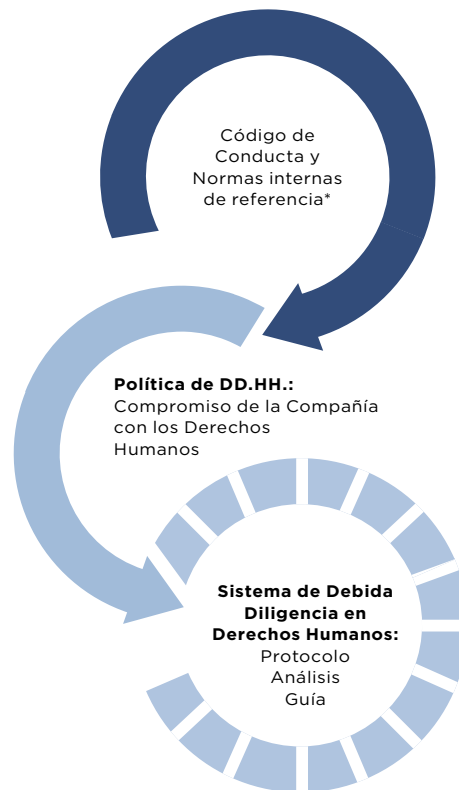 Código de
Conducta y
Normas internas
de referencia*
Política de DD.HH.:
Compromiso de la Compañía
con los Derechos
Humanos
Sistema de Debida
Diligencia en
Derechos Humanos:
Protocolo
Análisis
Guía